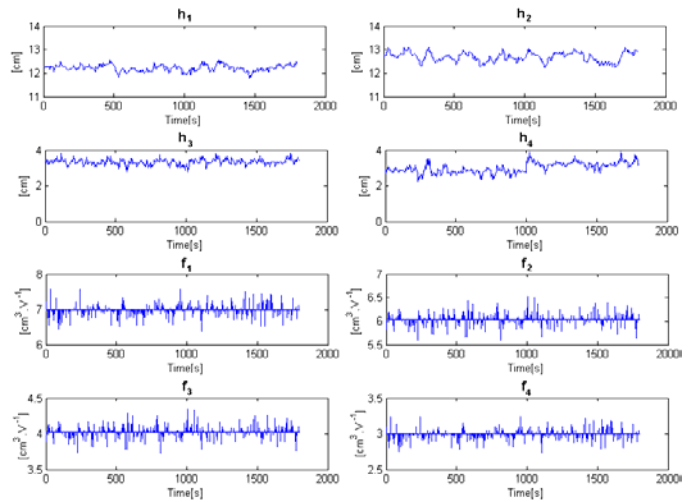 h₁
h₂
14
13
12
11
[cm]
0
500
1000
1500
2000
Time[s]
14
13
12
11
[cm]
0
500
1000
1500
2000
Time[s]
h₃
h₄
4
2
0
[cm]
0
500
1000
1500
2000
Time[s]
4
2
0
[cm]
0
500
1000
1500
2000
Time[s]
f₁
f₂
8
7
6
[cm³.V⁻¹]
0
500
1000
1500
2000
Time[s]
7
6.5
6
5.5
[cm³.V⁻¹]
0
500
1000
1500
2000
Time[s]
f₃
f₄
4.5
4
3.5
[cm³.V⁻¹]
0
500
1000
1500
2000
Time[s]
3.5
3
2.5
[cm³.V⁻¹]
0
500
1000
1500
2000
Time[s]